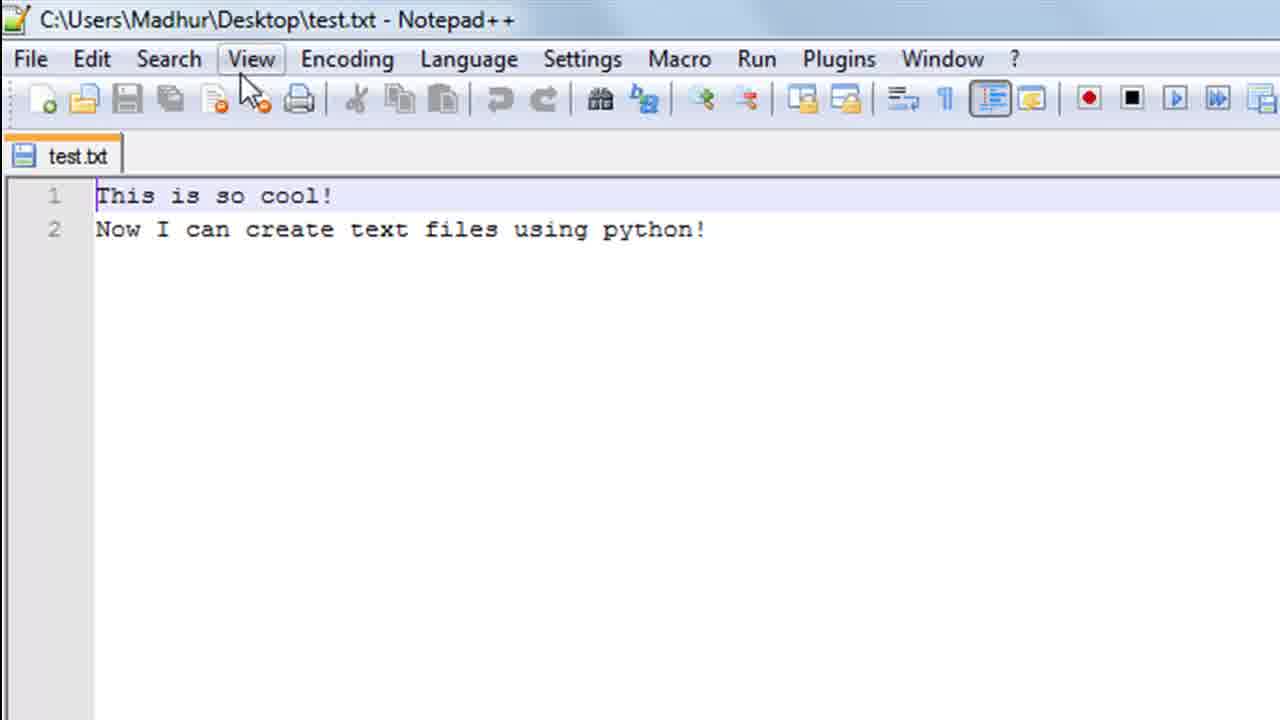 C:\Users\Madhur\Desktop\test.txt - Notepad++
File Edit Search View Encoding Language Settings Macro Run Plugins Window ?
test.txt
1 This is so cool!
2 Now I can create text files using python!